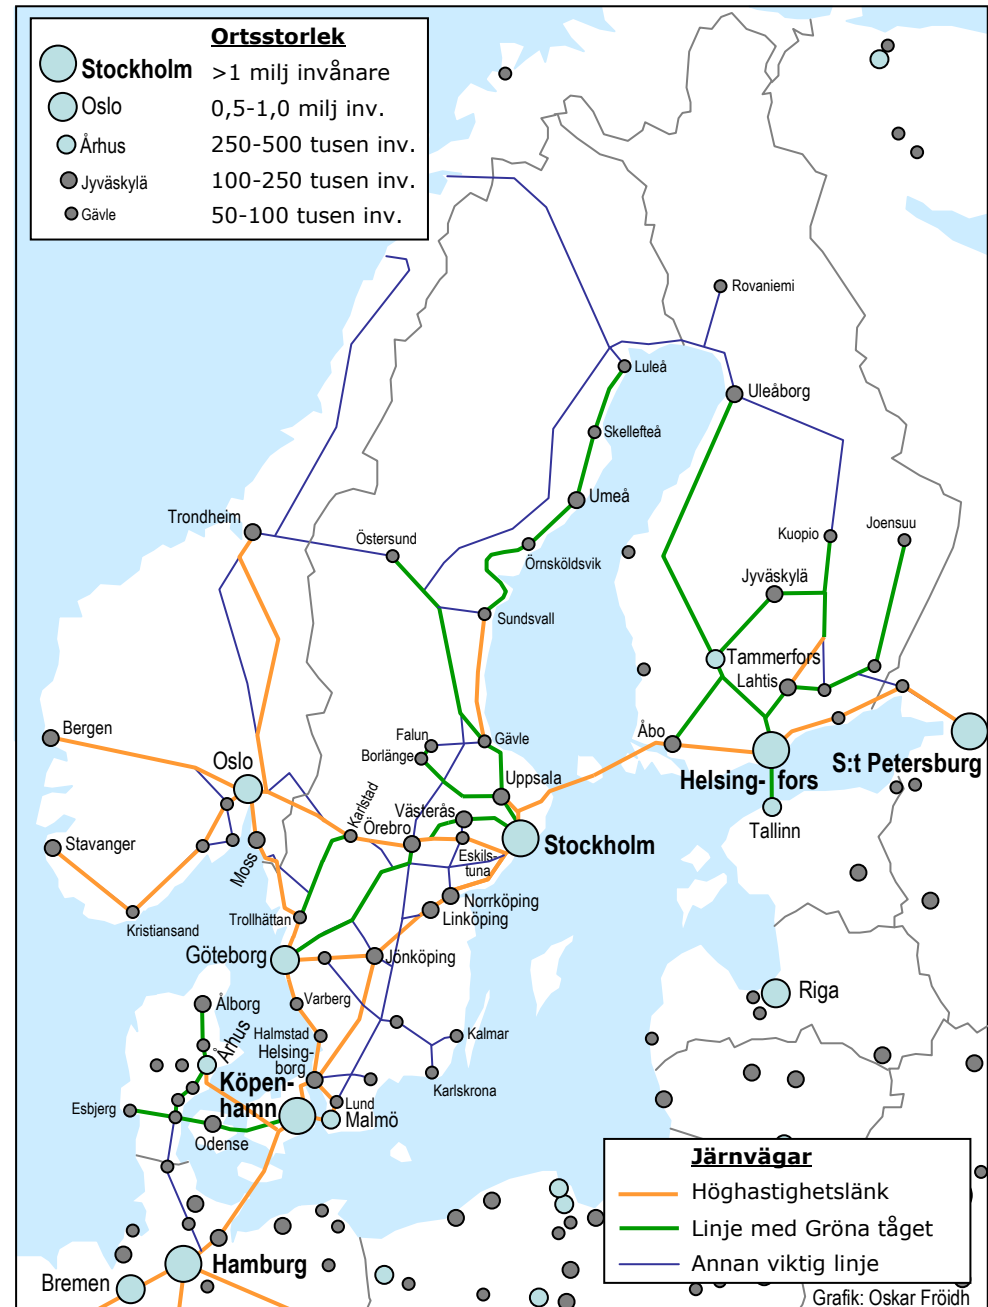 Ortsstorlek
Stockholm >1 milj invånare
Oslo 0,5-1,0 milj inv.
Århus 250-500 tusen inv.
Jyväskylä 100-250 tusen inv.
Gävle 50-100 tusen inv.
Rovaniemi
Luleå
Uleåborg
Skellefteå
Umeå
Trondheim
Östersund
Örnsköldsvik
Kuopio
Joensuu
Jyväskylä
Sundsvall
Tammerfors
Lahtis
Bergen
Falun
Gävle
Åbo
Borlänge
Oslo
Uppsala
Helsing-fors
S:t Petersburg
Karlstad
Västerås
Tallinn
Örebro
Stavanger
Moss
Stockholm
Eskils-
tuna
Norrköping
Linköping
Trollhättan
Kristiansand
Göteborg
Jönköping
Riga
Ålborg
Varberg
Århus
Halmstad
Kalmar
Helsing-
borg
Köpen-
hamn
Karlskrona
Esbjerg
Lund
Malmö
Odense
Järnvägar
Höghastighetslänk
Linje med Gröna tåget
Annan viktig linje
Hamburg
Bremen
Grafik: Oskar Fröidh